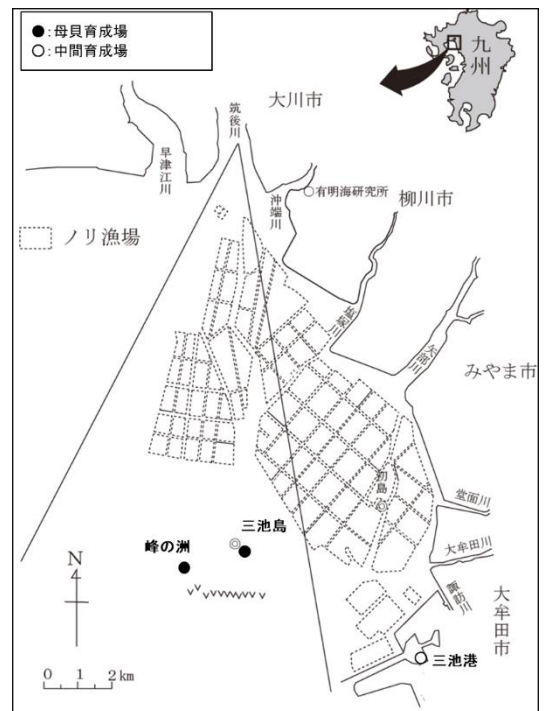 ●：母貝育成場
○：中間育成場
九州
大川市
筑後川
早津江川
沖端川
○有明海研究所
柳川市
ノリ漁場
塩塚川
矢部川
みやま市
初島
堂面川
三池島
峰の洲
大牟田川
諏訪川
大牟田市
N
三池港
0 1 2km